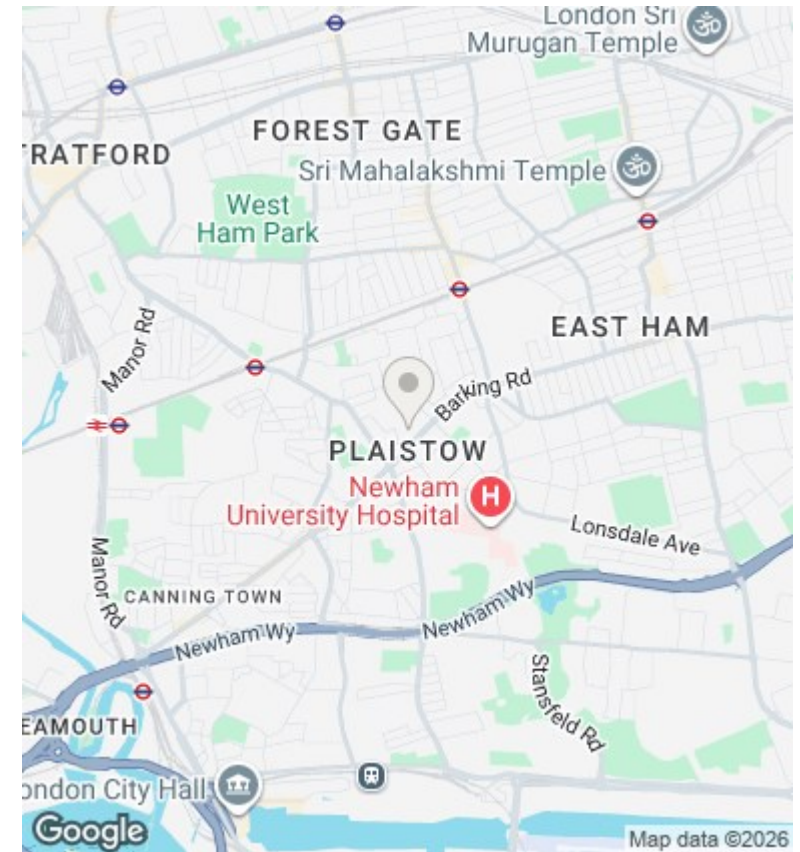 London Sri
Murugan Temple
FOREST GATE
TRATFORD
Sri Mahalakshmi Temple
West
Ham Park
EAST HAM
Manor Rd
Barking Rd
PLAISTOW
Newham
University Hospital
H
Lonsdale Ave
Manor Rd
CANNING TOWN
Newham Wy
Newham Wy
Stansfeld Rd
EAMOUTH
ondon City Hall
Google
Map data ©2026